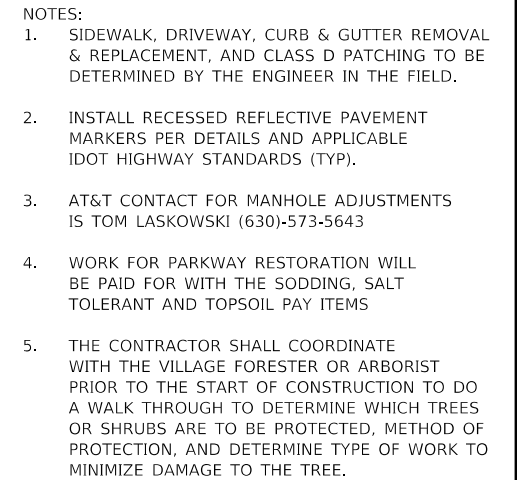 NOTES:
1. SIDEWALK, DRIVEWAY, CURB & GUTTER REMOVAL
& REPLACEMENT, AND CLASS D PATCHING TO BE
DETERMINED BY THE ENGINEER IN THE FIELD.
2. INSTALL RECESSED REFLECTIVE PAVEMENT
MARKERS PER DETAILS AND APPLICABLE
IDOT HIGHWAY STANDARDS (TYP).
3. AT&T CONTACT FOR MANHOLE ADJUSTMENTS
IS TOM LASKOWSKI (630)-573-5643
4. WORK FOR PARKWAY RESTORATION WILL
BE PAID FOR WITH THE SODDING, SALT
TOLERANT AND TOPSOIL PAY ITEMS
5. THE CONTRACTOR SHALL COORDINATE
WITH THE VILLAGE FORESTER OR ARBORIST
PRIOR TO THE START OF CONSTRUCTION TO DO
A WALK THROUGH TO DETERMINE WHICH TREES
OR SHRUBS ARE TO BE PROTECTED, METHOD OF
PROTECTION, AND DETERMINE TYPE OF WORK TO
MINIMIZE DAMAGE TO THE TREE.